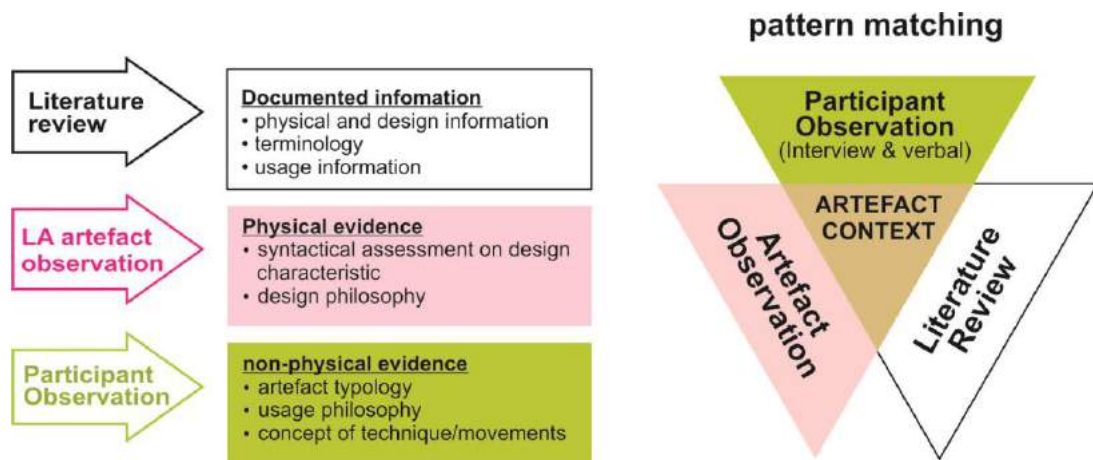 Literature
review
Documented infomation
• physical and design information
• terminology
• usage information
LA artefact
observation
Physical evidence
• syntactical assessment on design
characteristic
• design philosophy
Participant
Observation
non-physical evidence
• artefact typology
• usage philosophy
• concept of technique/movements
pattern matching
Participant
Observation
(Interview & verbal)
ARTEFACT
CONTEXT
Artefact
Observation
Literature
Review